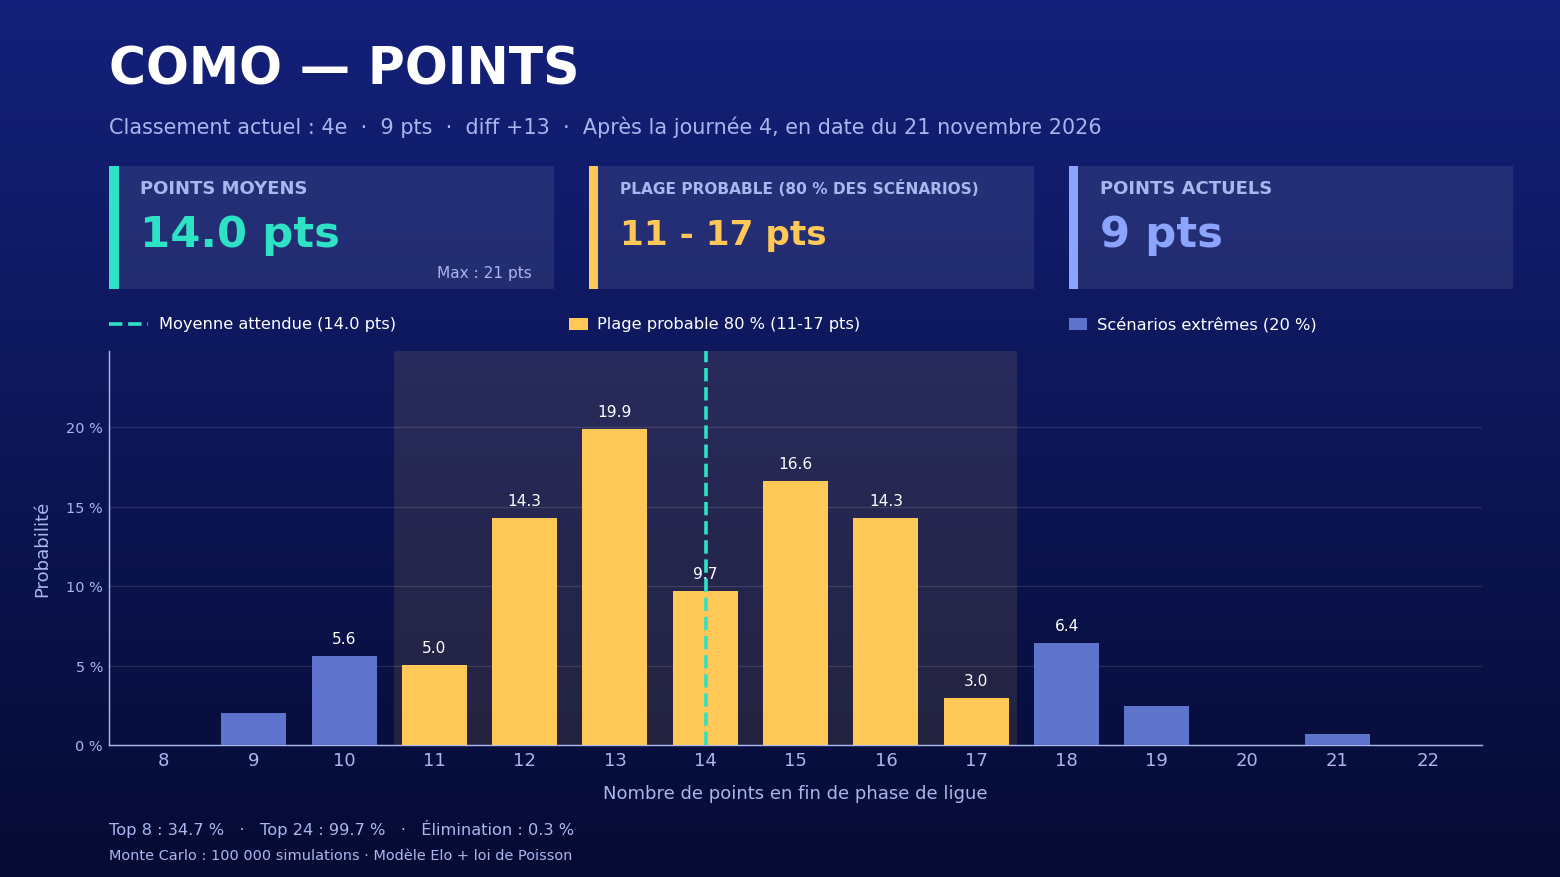 COMO — POINTS
Classement actuel : 4e · 9 pts · diff +13 · Après la journée 4, en date du 21 novembre 2026
POINTS MOYENS
14.0 pts
Max : 21 pts
PLAGE PROBABLE (80 % DES SCÉNARIOS)
11 - 17 pts
POINTS ACTUELS
9 pts
Moyenne attendue (14.0 pts)
Plage probable 80 % (11-17 pts)
Scénarios extrêmes (20 %)
Probabilité
20 %
15 %
10 %
5 %
0 %
5.6
5.0
14.3
19.9
9.7
16.6
14.3
3.0
6.4
8 9 10 11 12 13 14 15 16 17 18 19 20 21 22
Nombre de points en fin de phase de ligue
Top 8 : 34.7 % · Top 24 : 99.7 % · Élimination : 0.3 %
Monte Carlo : 100 000 simulations · Modèle Elo + loi de Poisson